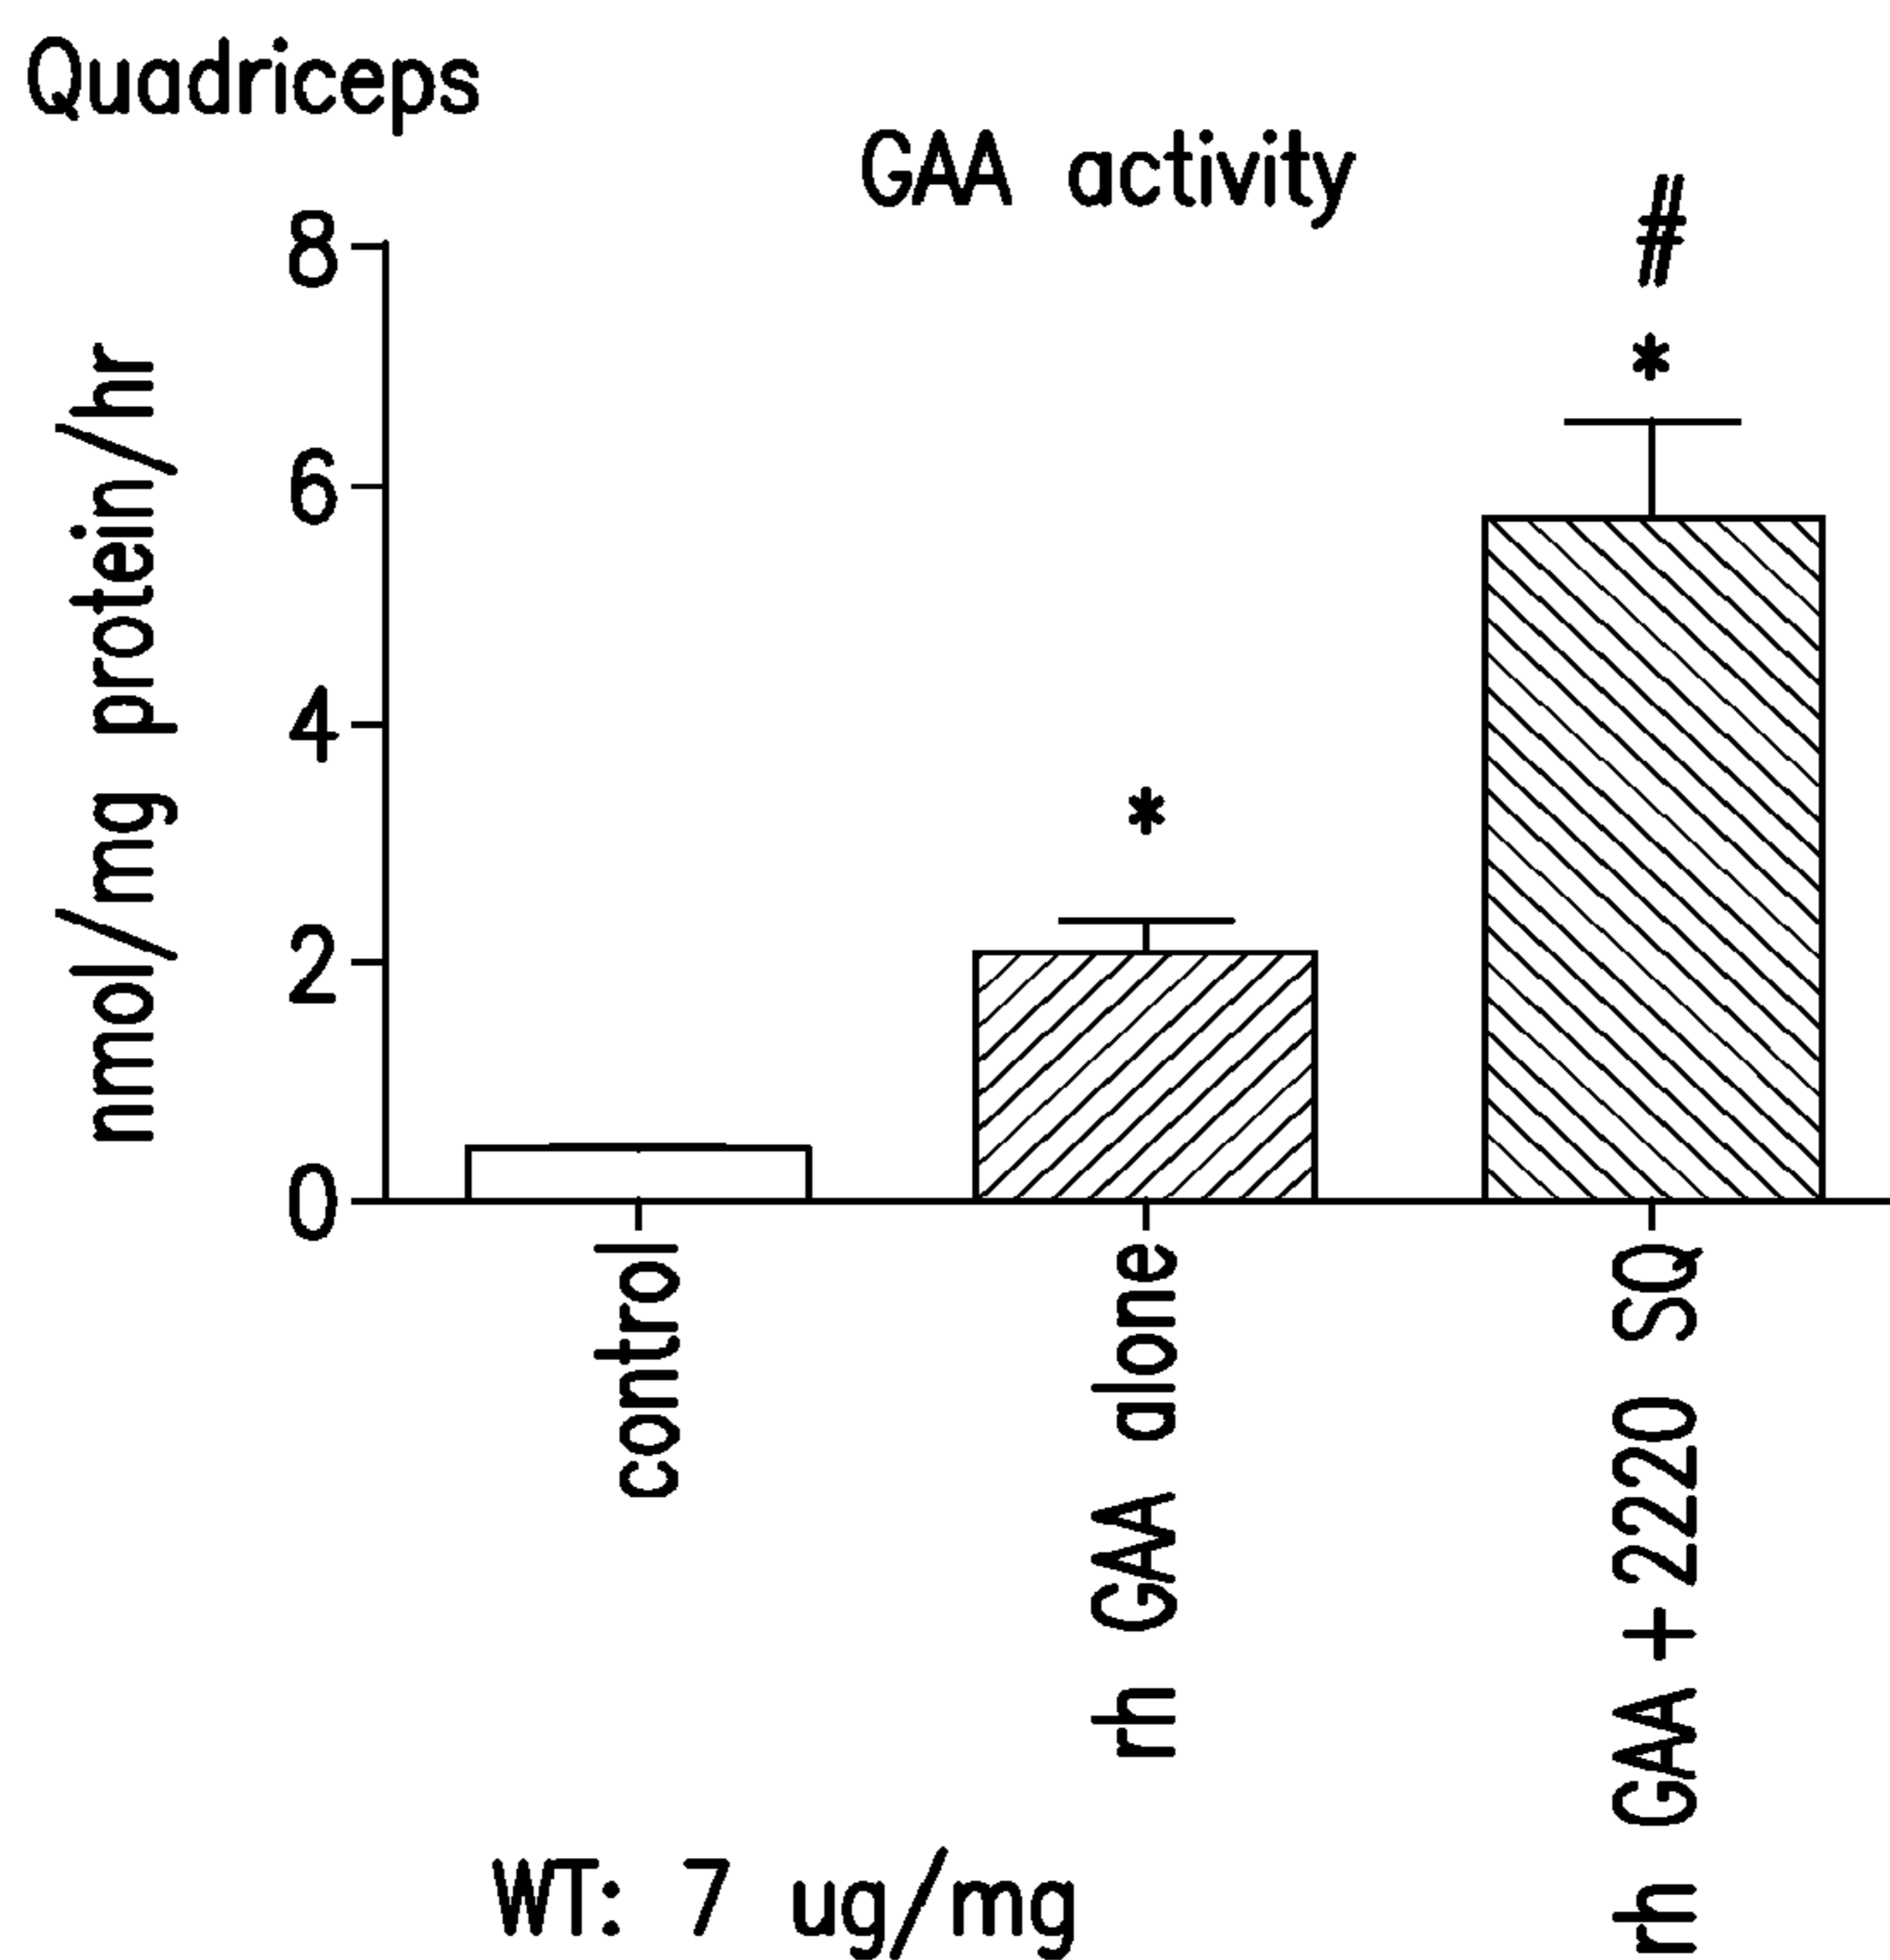 Quadriceps
GAA activity
#
*
*
8
6
4
2
0
nmol/mg protein/hr
control
rh GAA alone
rh GAA+2220 SQ
WT: 7 ug/mg